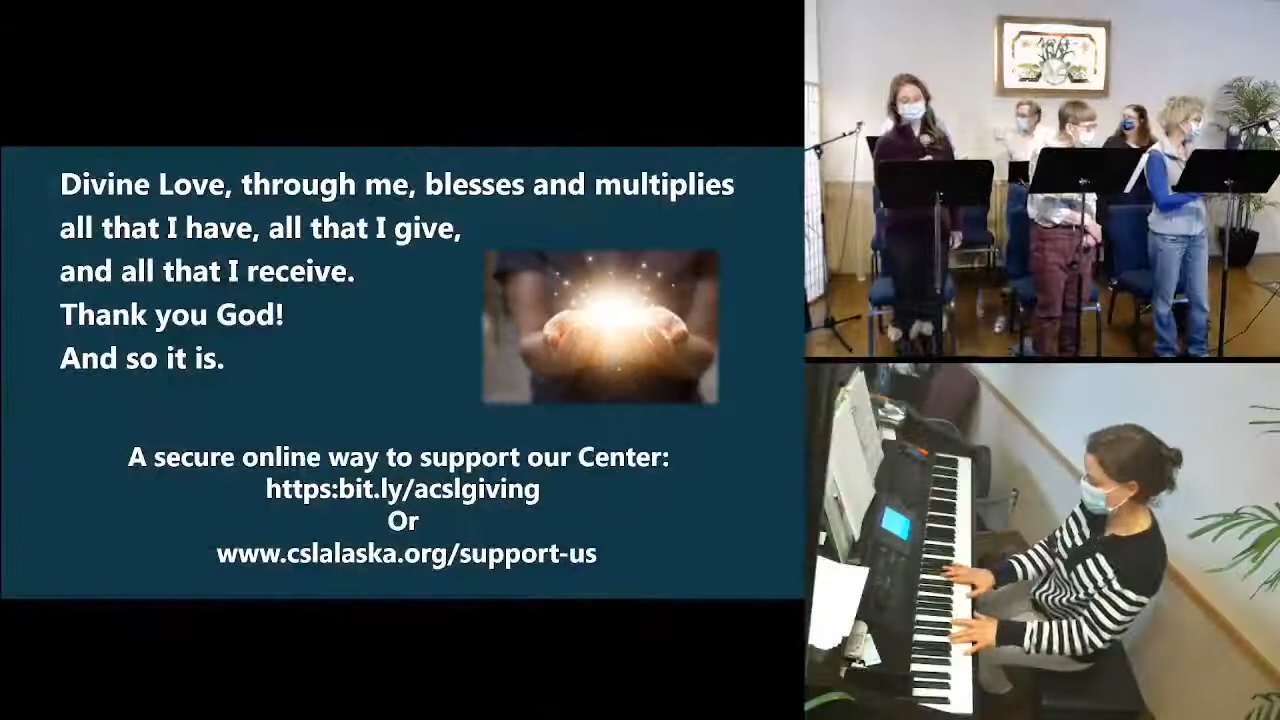 Divine Love, through me, blesses and multiplies
all that I have, all that I give,
and all that I receive.
Thank you God!
And so it is.
A secure online way to support our Center:
https:bit.ly/acslgiving
Or
www.cslalaska.org/support-us